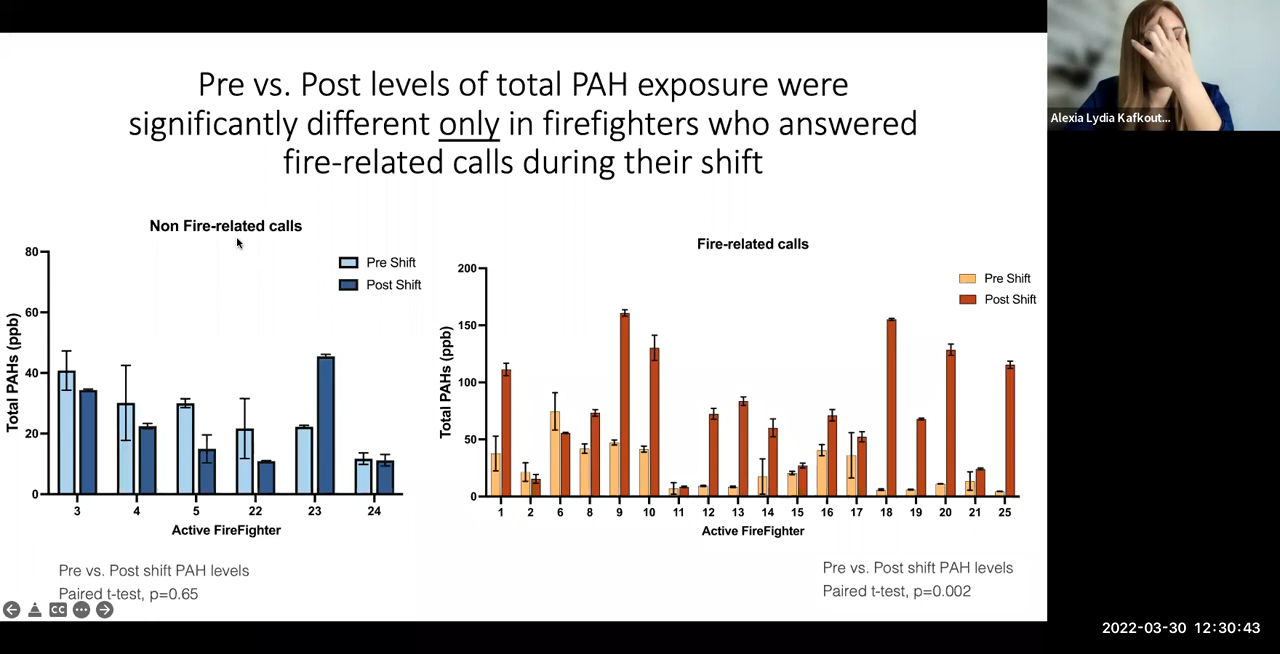 Pre vs. Post levels of total PAH exposure were
significantly different only in firefighters who answered
fire-related calls during their shift
Alexia Lydia Kafkout...
Non Fire-related calls
80
60
40
20
0
Total PAHs (ppb)
Pre Shift
Post Shift
3 4 5 22 23 24
Active FireFighter
Pre vs. Post shift PAH levels
Paired t-test, p=0.65
Fire-related calls
200
150
100
50
0
Total PAHs (ppb)
Pre Shift
Post Shift
1 2 6 8 9 10 11 12 13 14 15 16 17 18 19 20 21 25
Active FireFighter
Pre vs. Post shift PAH levels
Paired t-test, p=0.002
CC
2022-03-30 12:30:43